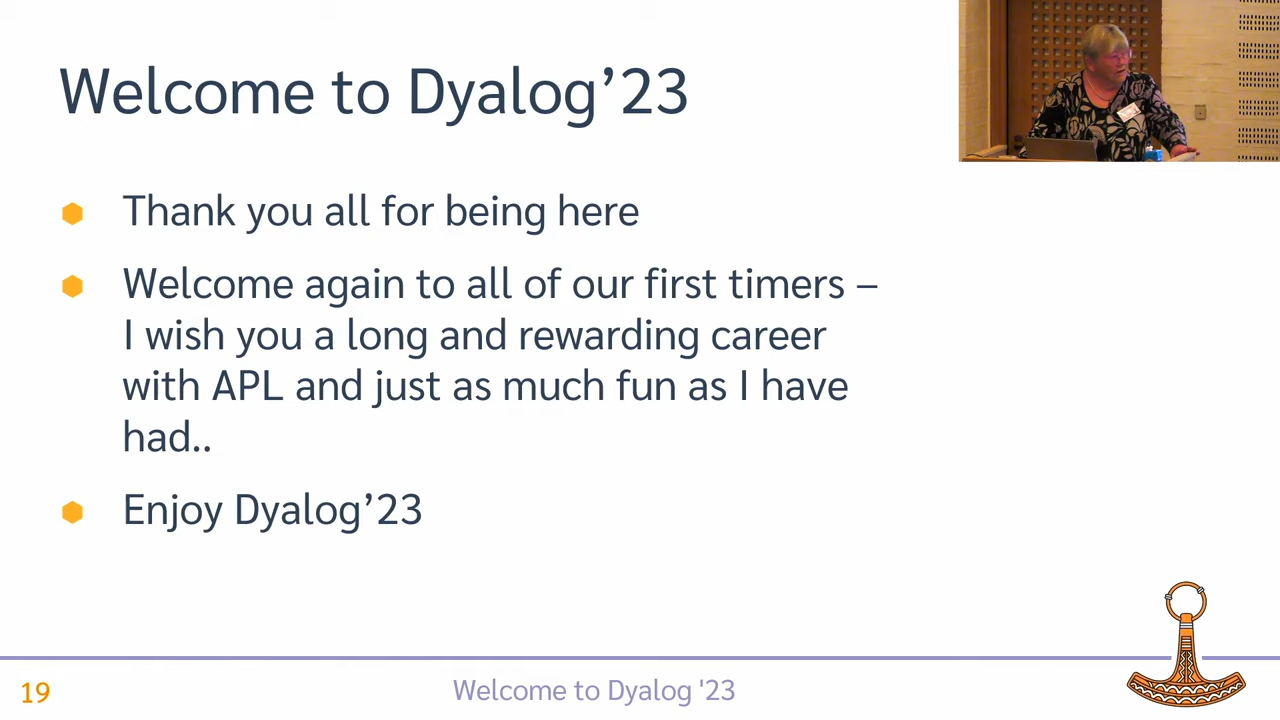 Welcome to Dyalog’23
Thank you all for being here
Welcome again to all of our first timers –
I wish you a long and rewarding career
with APL and just as much fun as I have
had..
Enjoy Dyalog’23
19
Welcome to Dyalog '23